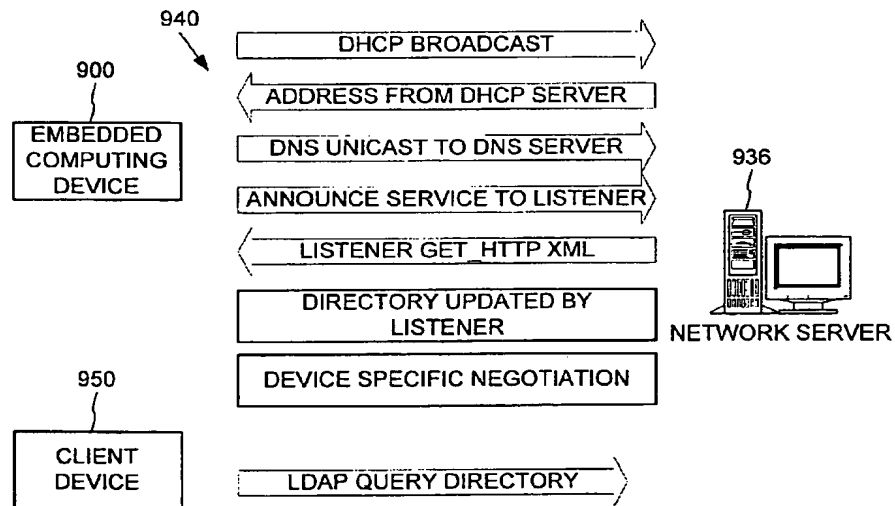 940
DHCP BROADCAST
900
ADDRESS FROM DHCP SERVER
EMBEDDED
COMPUTING
DEVICE
DNS UNICAST TO DNS SERVER
936
ANNOUNCE SERVICE TO LISTENER
LISTENER GET_HTTP XML
DIRECTORY UPDATED BY
LISTENER
NETWORK SERVER
DEVICE SPECIFIC NEGOTIATION
950
CLIENT
DEVICE
LDAP QUERY DIRECTORY